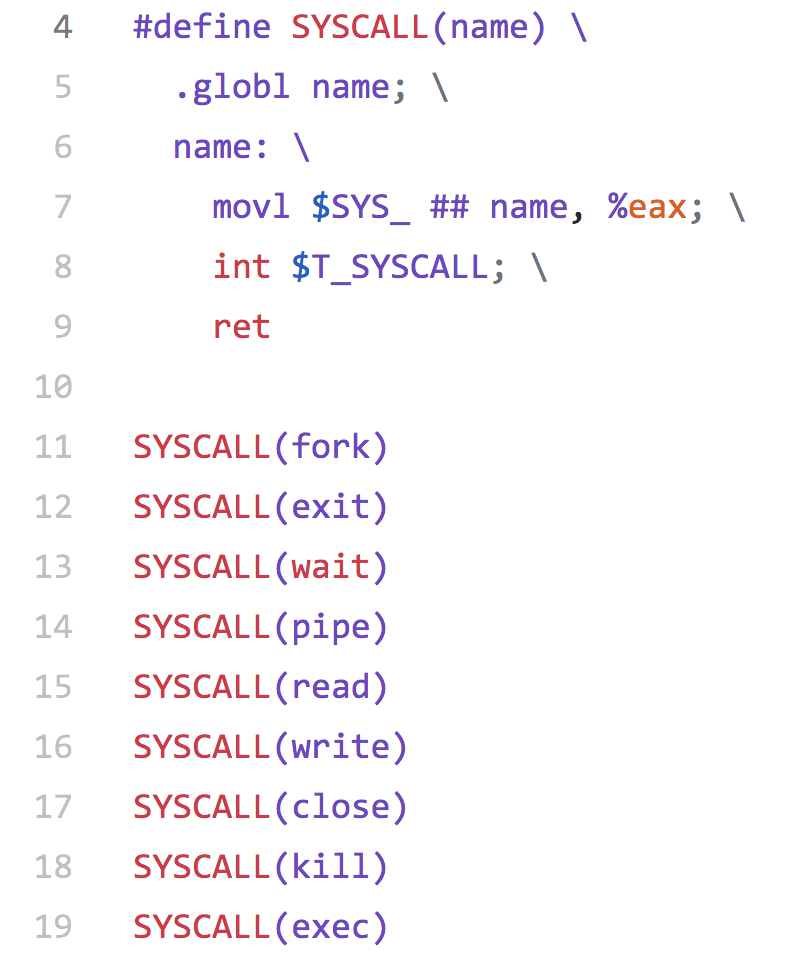 4 #define SYSCALL(name) \
5 .globl name; \
6 name: \
7 movl $SYS_ ## name, %eax; \
8 int $T_SYSCALL; \
9 ret
10
11 SYSCALL(fork)
12 SYSCALL(exit)
13 SYSCALL(wait)
14 SYSCALL(pipe)
15 SYSCALL(read)
16 SYSCALL(write)
17 SYSCALL(close)
18 SYSCALL(kill)
19 SYSCALL(exec)